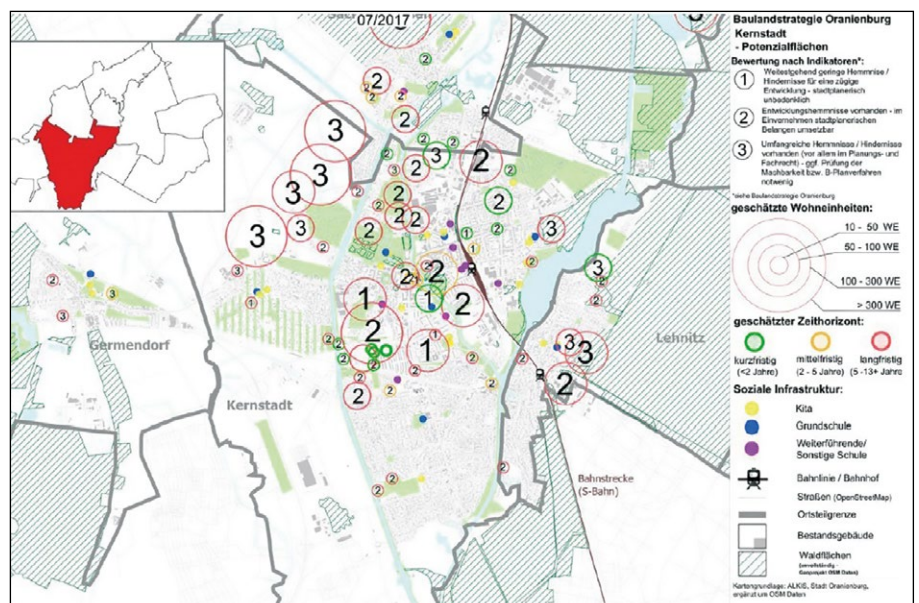 07/2017
Germendorf
Kernstadt
Lehnitz
Bahnstrecke
(S-Bahn)
Baulandstrategie Oranienburg
Kernstadt
- Potenzialflächen
Bewertung nach Indikatoren*:
1
Weitestgehend geringe Hemmnise /
Hindernisse für eine zügige
Entwicklung - stadtplanerisch
unbedenklich
2
Entwicklungshemmnisse vorhanden - im
Einvernehmen stadtplanerischen
Belangen umsetzbar
3
Umfangreiche Hemmnisse / Hindernisse
vorhanden (vor allem im Planungs- und
Fachrecht) - ggf. Prüfung der
Machbarkeit bzw. B-Planverfahren
notwenig
*siehe Baulandstrategie Oranienburg
geschätzte Wohneinheiten:
10 - 50 WE
50 - 100 WE
100 - 300 WE
> 300 WE
geschätzter Zeithorizont:
kurzfristig
(<2 Jahre)
mittelfristig
(2 - 5 Jahre)
langfristig
(5 -13+ Jahre
Soziale Infrastruktur:
Kita
Grundschule
Weiterführende/
Sonstige Schule
Bahnlinie / Bahnhof
Straßen (OpenStreetMap)
Ortsteilgrenze
Bestandsgebäude
Waldflächen
Kartengrundlage: ALKIS, Stadt Oranienburg,
ergänzt um OSM Daten